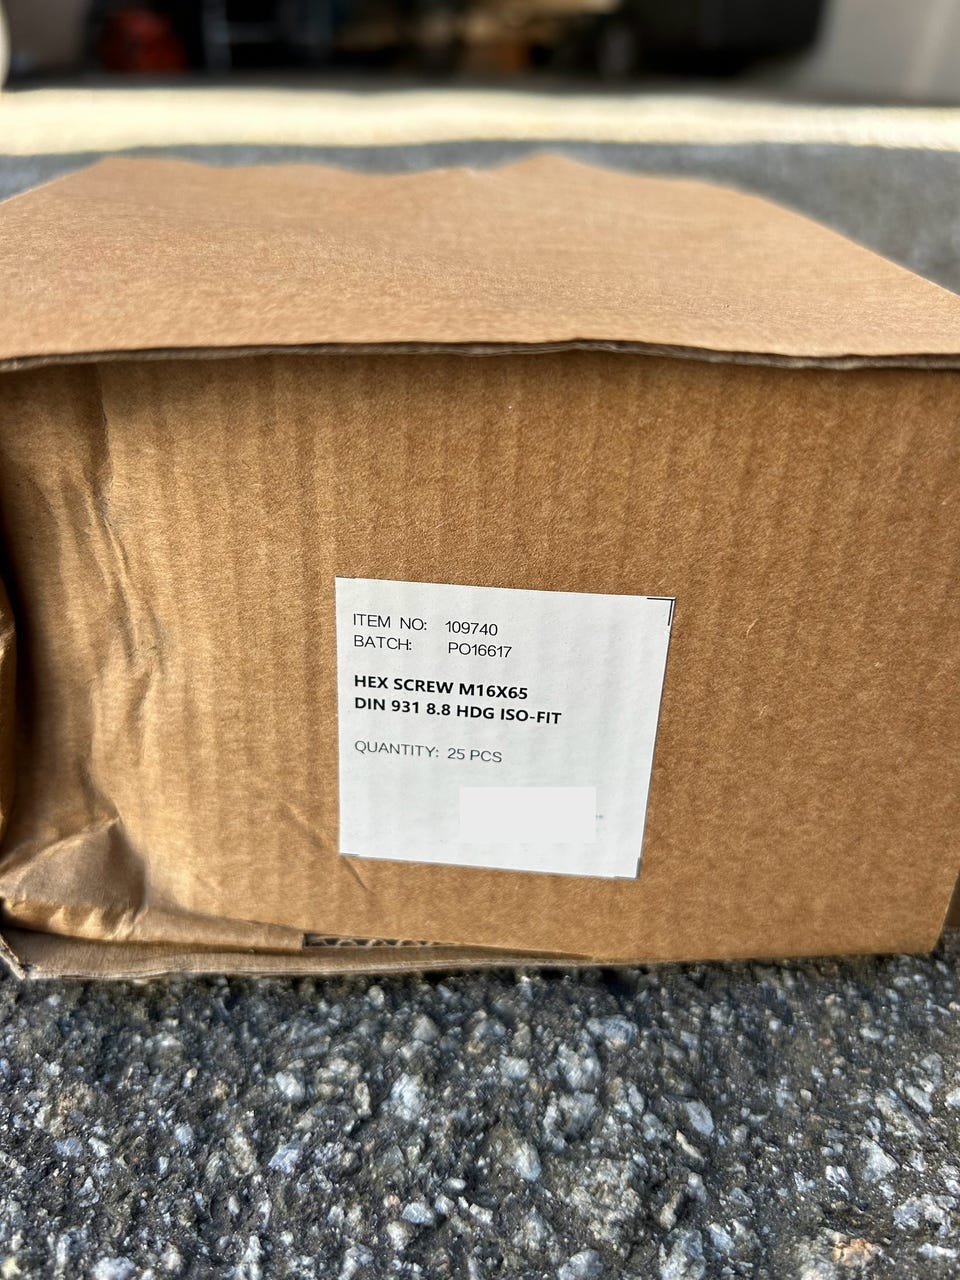 ITEM NO: 109740
BATCH: PO16617
HEX SCREW M16X65
DIN 931 8.8 HDG ISO-FIT
QUANTITY: 25 PCS